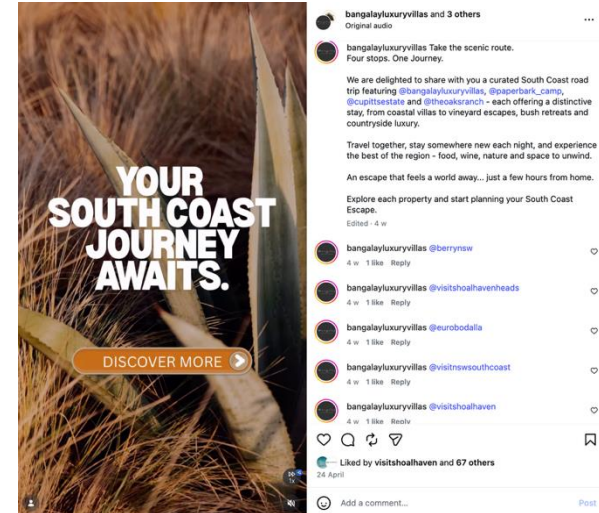 YOUR
SOUTH COAST
JOURNEY
AWAITS.
DISCOVER MORE
1x
bangalayluxuryvillas and 3 others
Original audio
bangalayluxuryvillas Take the scenic route.
Four stops. One Journey.
We are delighted to share with you a curated South Coast road
trip featuring @bangalayluxuryvillas, @paperbark_camp,
@cupittsestate and @theoaksranch - each offering a distinctive
stay, from coastal villas to vineyard escapes, bush retreats and
countryside luxury.
Travel together, stay somewhere new each night, and experience
the best of the region - food, wine, nature and space to unwind.
An escape that feels a world away... just a few hours from home.
Explore each property and start planning your South Coast
Escape.
Edited · 4 w
bangalayluxuryvillas @berrynsw
4 w 1 like Reply
bangalayluxuryvillas @visitshoalhavenheads
4 w 1 like Reply
bangalayluxuryvillas @eurobodalla
4 w 1 like Reply
bangalayluxuryvillas @visitnswsouthcoast
4 w 1 like Reply
bangalayluxuryvillas @visitshoalhaven
4 w 1 like Reply
Liked by visitshoalhaven and 67 others
24 April
Add a comment...
Post